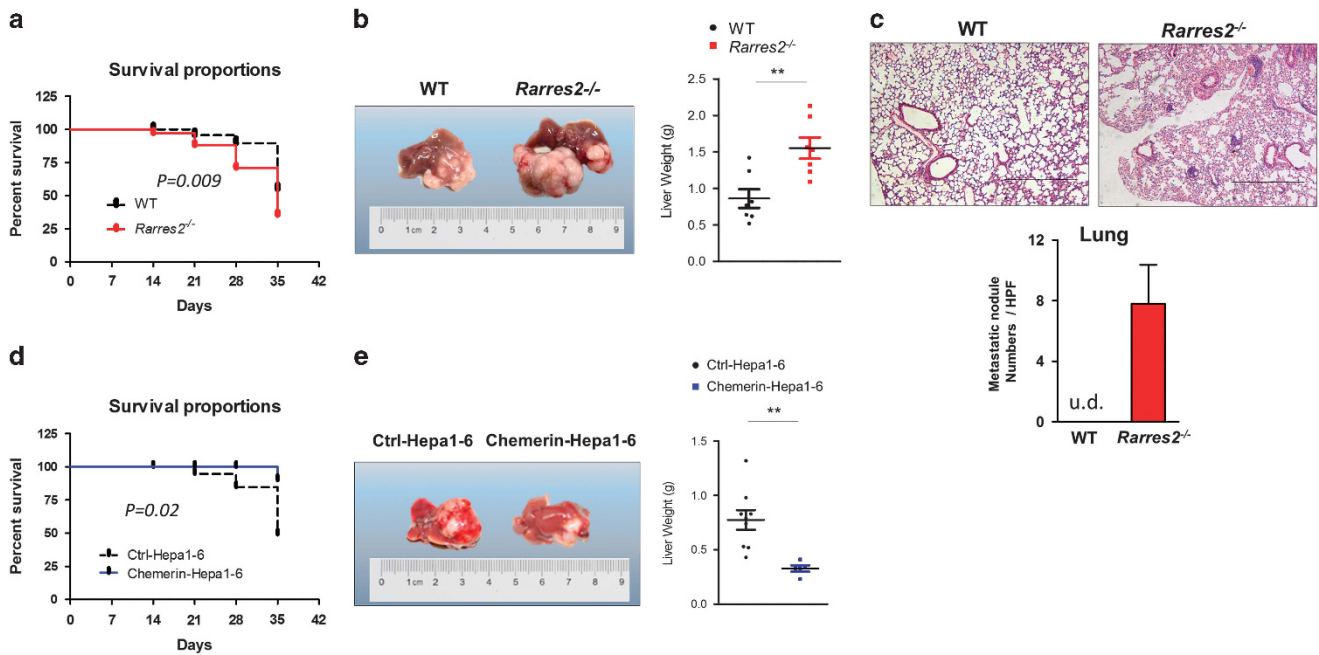 a
Survival proportions
Percent survival
125
100
75
50
25
0
P=0.009
WT
Rarres2-/-
0 7 14 21 28 35 42
Days
b
WT Rarres2-/-
0 1cm 2 3 4 5 6 7 8 9
WT
Rarres2-/-
Liver Weight (g)
2.5
2.0
1.5
1.0
0.5
0.0
**
c
WT Rarres2-/-
Lung
Metastatic nodule
Numbers / HPF
12
8
4
0
u.d.
WT Rarres2-/-
d
Survival proportions
Percent survival
125
100
75
50
25
0
P=0.02
Ctrl-Hepa1-6
Chemerin-Hepa1-6
0 7 14 21 28 35 42
Days
e
Ctrl-Hepa1-6 Chemerin-Hepa1-6
0 1cm 2 3 4 5 6 7 8 9
Ctrl-Hepa1-6
Chemerin-Hepa1-6
Liver Weight (g)
1.5
1.0
0.5
0.0
**